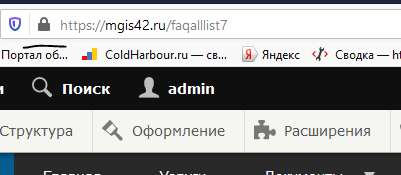 https://mgis42.ru/faqalllist7
Портал об... ColdHarbour.ru — св... Яндекс Сводка — ht
Поиск admin
Структура Оформление Расширения